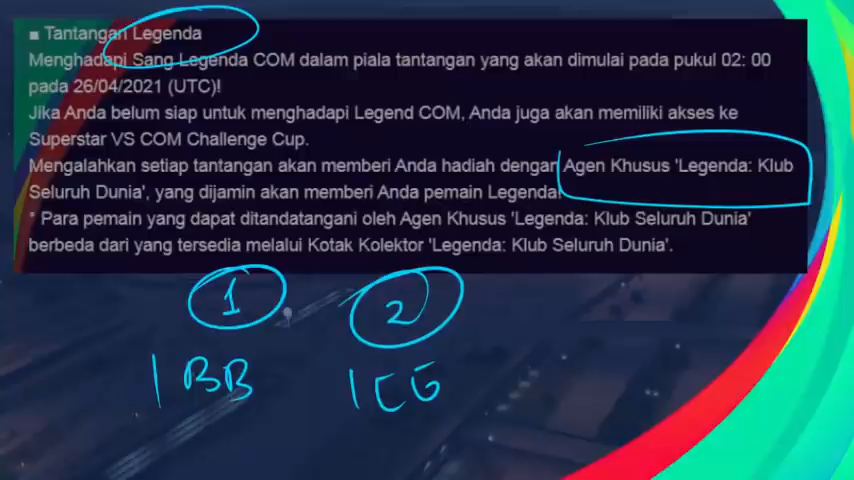 ■ Tantangan Legenda
Menghadapi Sang Legenda COM dalam piala tantangan yang akan dimulai pada pukul 02: 00
pada 26/04/2021 (UTC)!
Jika Anda belum siap untuk menghadapi Legend COM, Anda juga akan memiliki akses ke
Superstar VS COM Challenge Cup.
Mengalahkan setiap tantangan akan memberi Anda hadiah dengan Agen Khusus 'Legenda: Klub
Seluruh Dunia', yang dijamin akan memberi Anda pemain Legenda!
* Para pemain yang dapat ditandatangani oleh Agen Khusus 'Legenda: Klub Seluruh Dunia'
berbeda dari yang tersedia melalui Kotak Kolektor 'Legenda: Klub Seluruh Dunia'.
1 2
1 BB